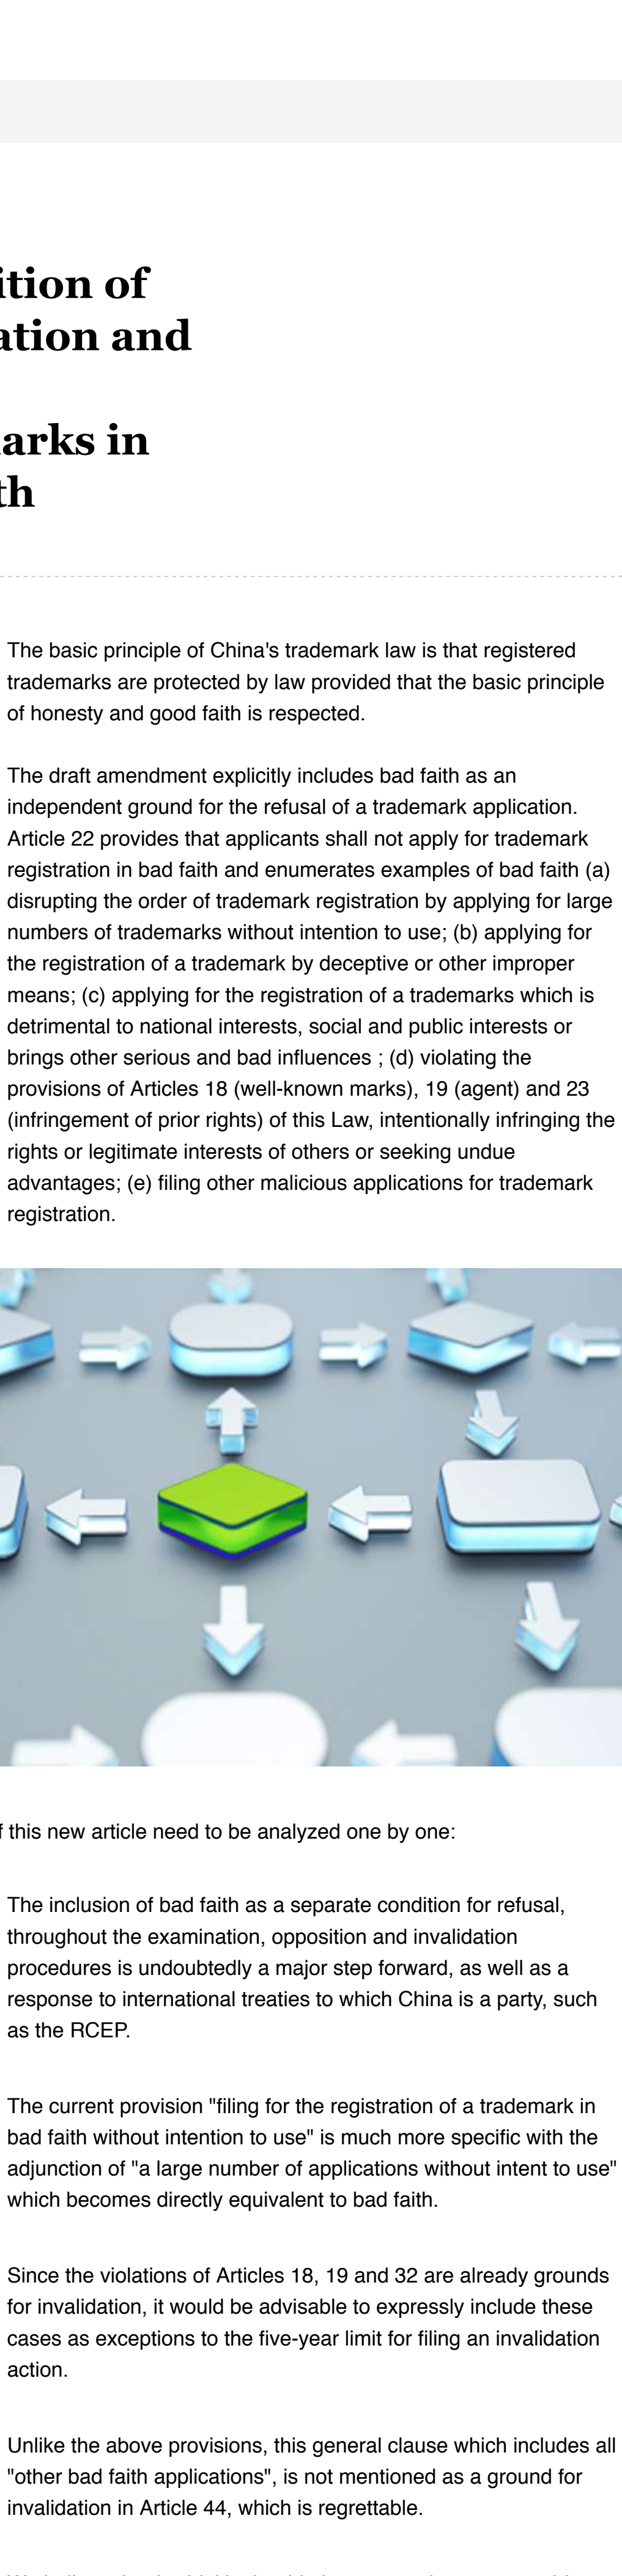 of
and
in
The basic principle of China's trademark law is that registered
trademarks are protected by law provided that the basic principle
of honesty and good faith is respected.
The draft amendment explicitly includes bad faith as an
independent ground for the refusal of a trademark application.
Article 22 provides that applicants shall not apply for trademark
registration in bad faith and enumerates examples of bad faith (a)
disrupting the order of trademark registration by applying for large
numbers of trademarks without intention to use; (b) applying for
the registration of a trademark by deceptive or other improper
means; (c) applying for the registration of a trademarks which is
detrimental to national interests, social and public interests or
brings other serious and bad influences ; (d) violating the
provisions of Articles 18 (well-known marks), 19 (agent) and 23
(infringement of prior rights) of this Law, intentionally infringing the
rights or legitimate interests of others or seeking undue
advantages; (e) filing other malicious applications for trademark
registration.
this new article need to be analyzed one by one:
The inclusion of bad faith as a separate condition for refusal,
throughout the examination, opposition and invalidation
procedures is undoubtedly a major step forward, as well as a
response to international treaties to which China is a party, such
as the RCEP.
The current provision "filing for the registration of a trademark in
bad faith without intention to use" is much more specific with the
adjunction of "a large number of applications without intent to use"
which becomes directly equivalent to bad faith.
Since the violations of Articles 18, 19 and 32 are already grounds
for invalidation, it would be advisable to expressly include these
cases as exceptions to the five-year limit for filing an invalidation
action.
Unlike the above provisions, this general clause which includes all
"other bad faith applications", is not mentioned as a ground for
invalidation in Article 44, which is regrettable.